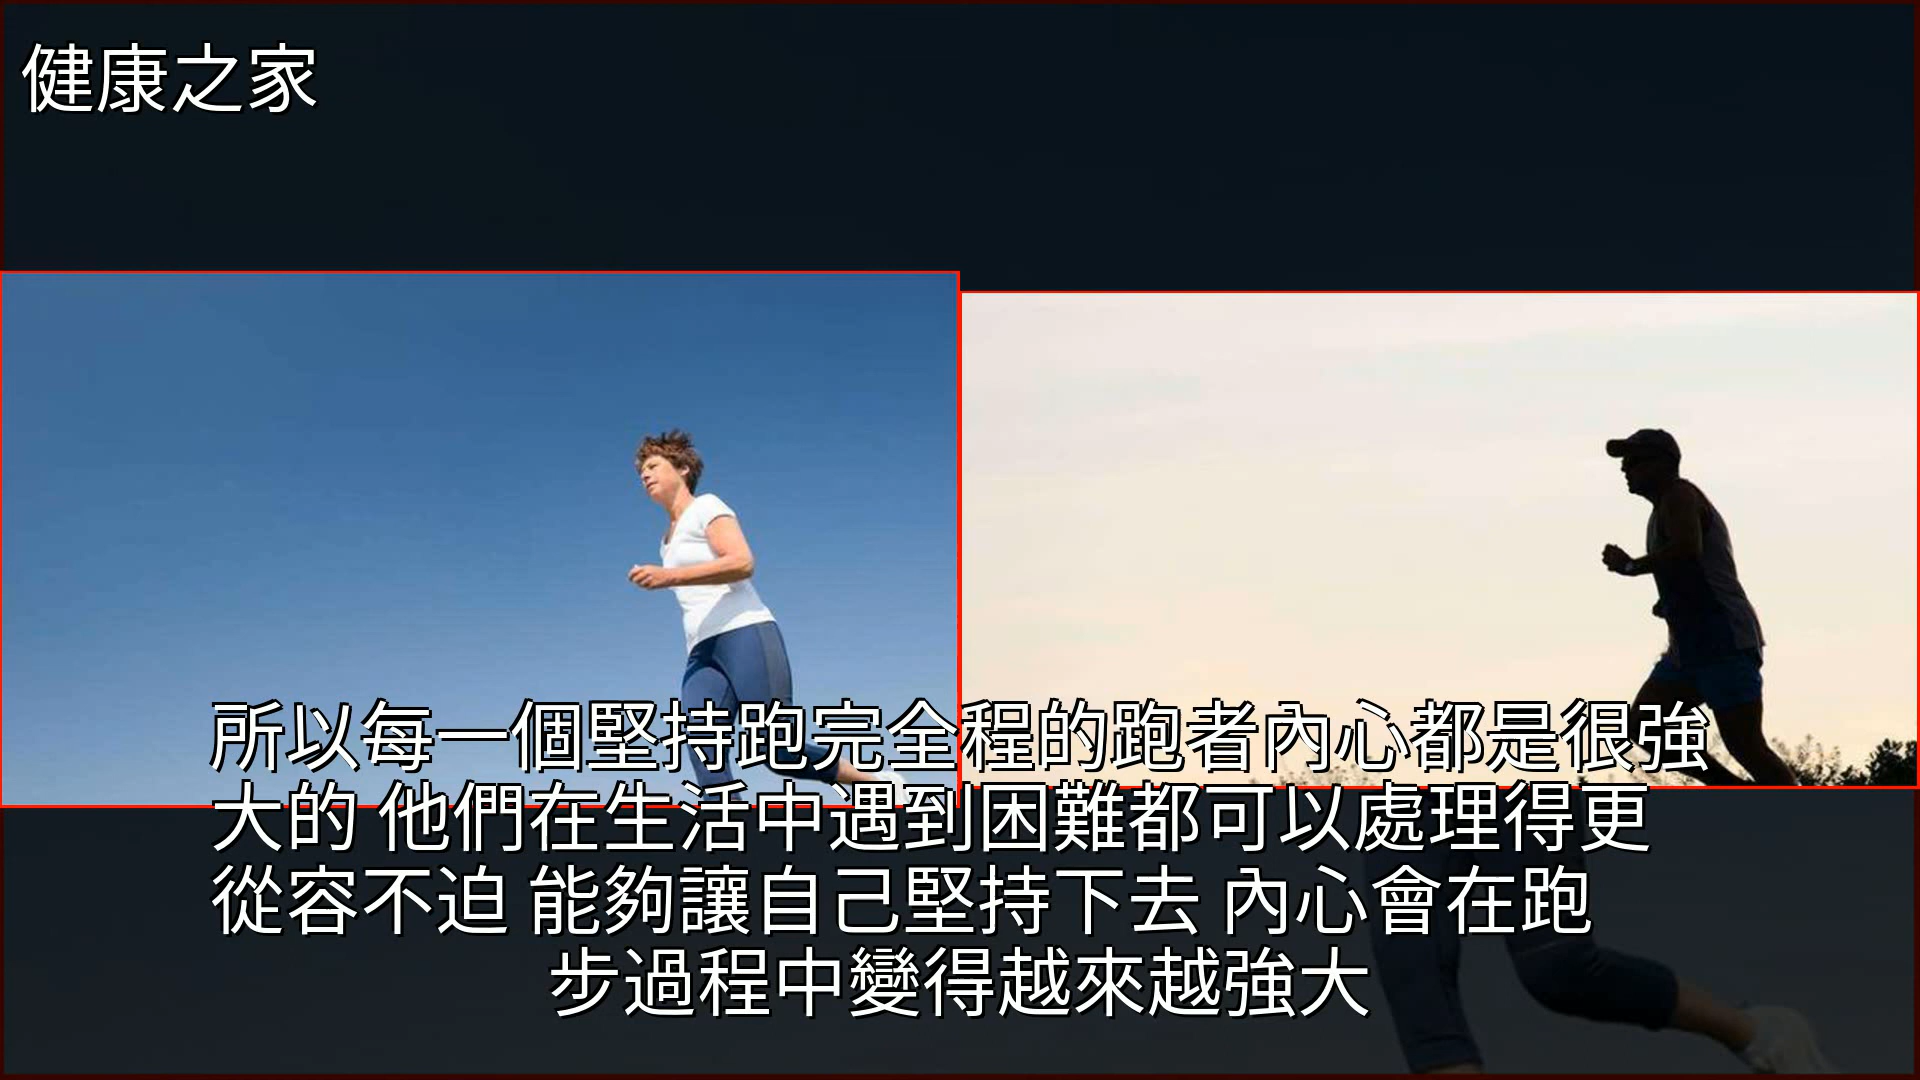 健康之家
所以每一個堅持跑完全程的跑者內心都是很強
大的 他們在生活中遇到困難都可以處理得更
從容不迫 能夠讓自己堅持下去 內心會在跑
步過程中變得越來越強大